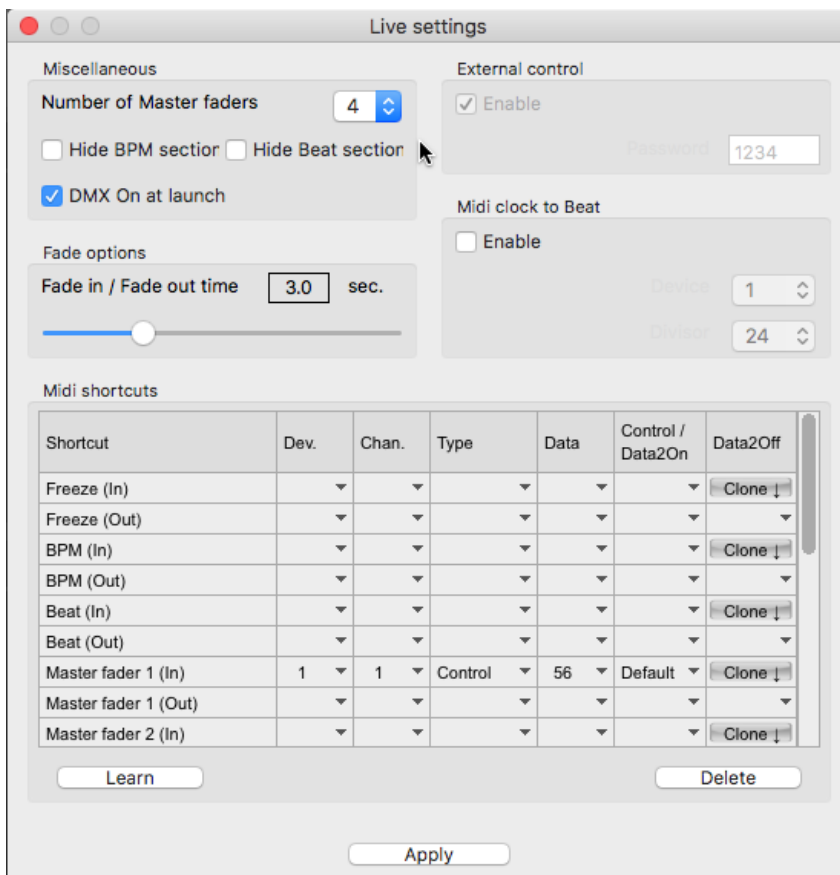 Live settings
Miscellaneous
Number of Master faders 4
Hide BPM section Hide Beat section
DMX On at launch
External control
Enable
Password 1234
Midi clock to Beat
Enable
Device 1
Divisor 24
Fade options
Fade in / Fade out time 3.0 sec.
Midi shortcuts
Shortcut Dev. Chan. Type Data Control / Data2On Data2Off
Freeze (In) Clone ↓
Freeze (Out)
BPM (In) Clone ↓
BPM (Out)
Beat (In) Clone ↓
Beat (Out)
Master fader 1 (In) 1 1 Control 56 Default Clone ↓
Master fader 1 (Out)
Master fader 2 (In) Clone ↓
Learn Delete
Apply